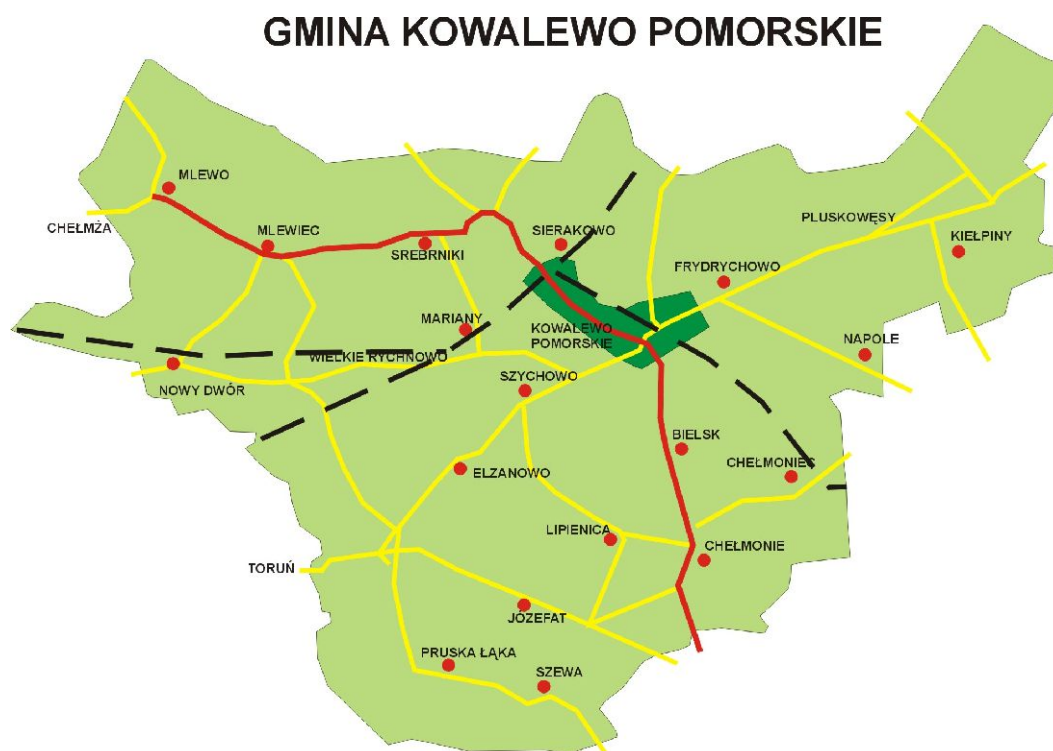 GMINA KOWALEWO POMORSKIE
MLEWO
CHEŁMŻA
MLEWIEC
SREBRNIKI
SIERAKOWO
PLUSKOWĘSY
KIEŁPINY
FRYDRYCHOWO
MARIANY
KOWALEWO
POMORSKIE
NAPOLE
WIELKIE RYCHNOWO
NOWY DWÓR
SZYCHOWO
BIELSK
CHEŁMONIEC
ELZANOWO
LIPIENICA
CHEŁMONIE
TORUŃ
JÓZEFAT
PRUSKA ŁĄKA
SZEWA